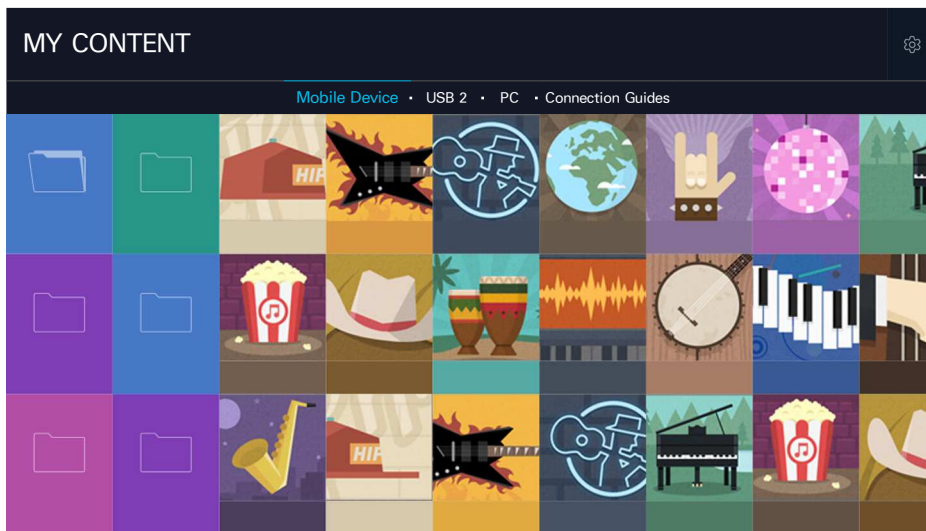 MY CONTENT
Mobile Device • USB 2 • PC • Connection Guides
HIP
HIP